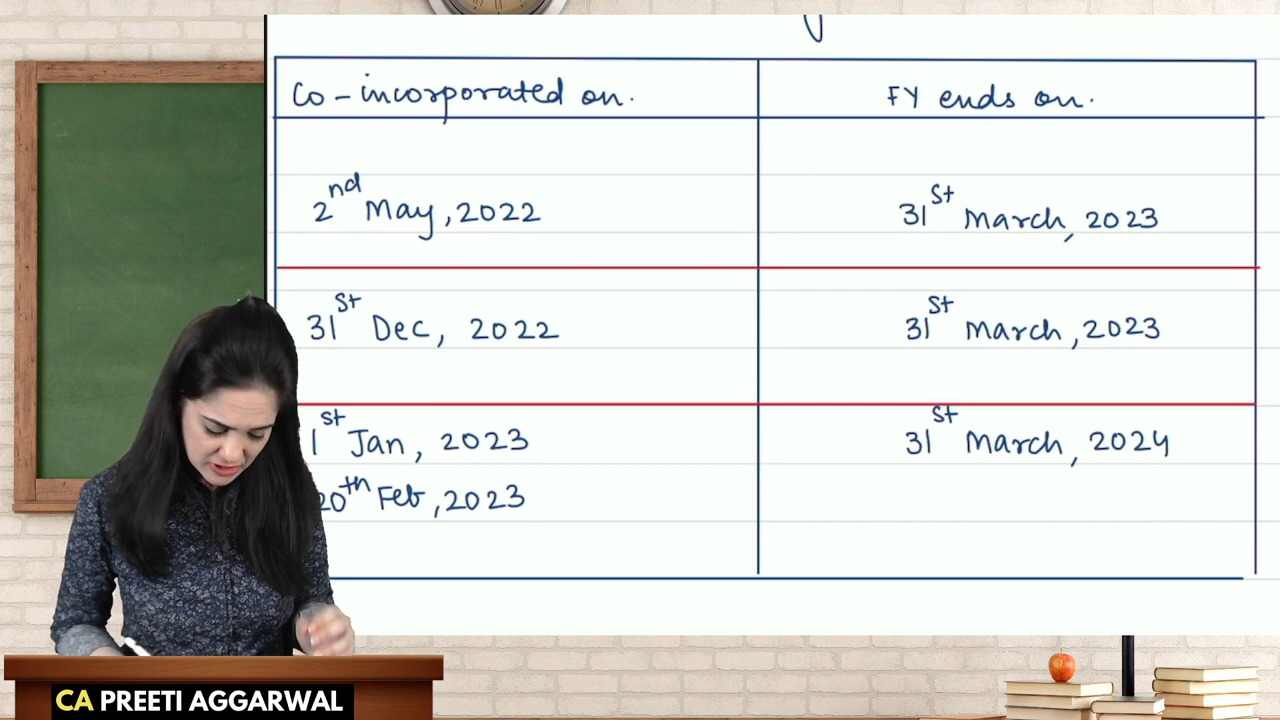 Co-incorporated on. FY ends on.
2nd May, 2022 31st March, 2023
31st Dec, 2022 31st March, 2023
1st Jan, 2023 31st March, 2024
20th Feb, 2023
CA PREETI AGGARWAL